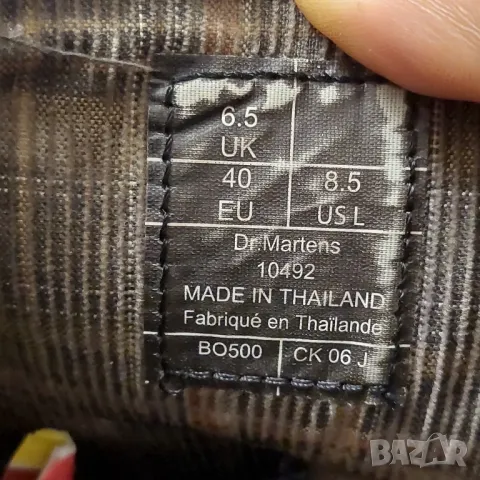 6.5
UK
40
EU
8.5
US L
Dr.Martens
10492
MADE IN THAILAND
Fabriqué en Thaïlande
BO500
CK 06 J
BAZAR